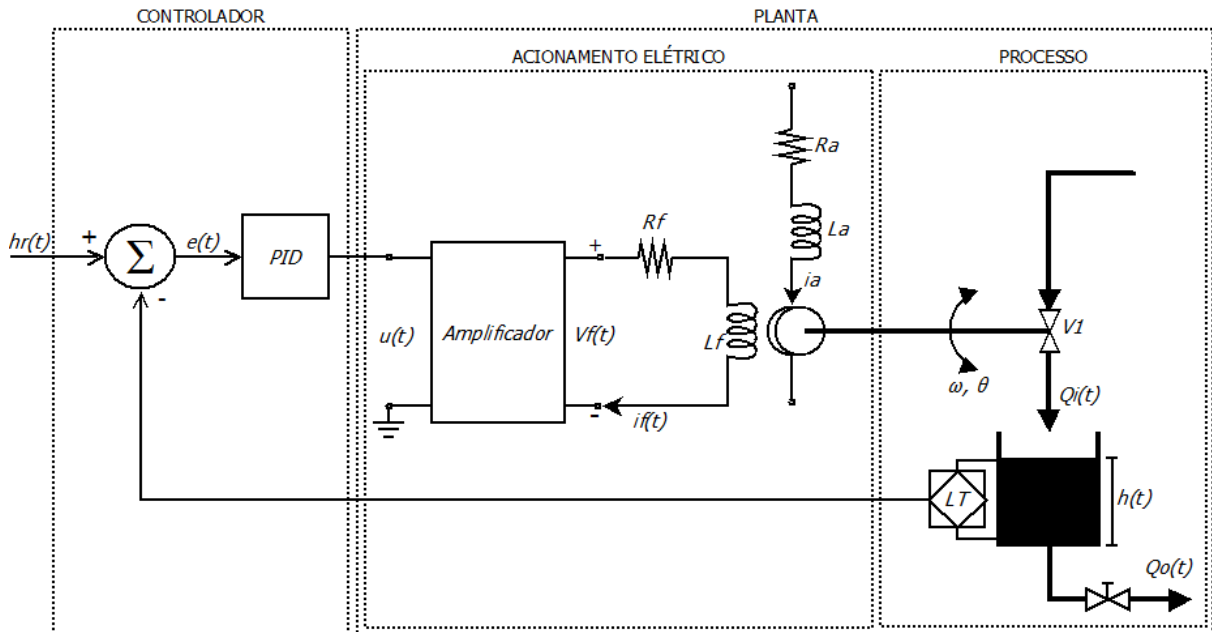 CONTROLADOR
PLANTA
ACIONAMENTO ELÉTRICO
PROCESSO
Ra
La
ia
hr(t)
+
Σ
-
e(t)
PID
u(t)
Amplificador
+
Vf(t)
-
Rf
Lf
if(t)
ω, θ
V1
Qi(t)
LT
h(t)
Qo(t)